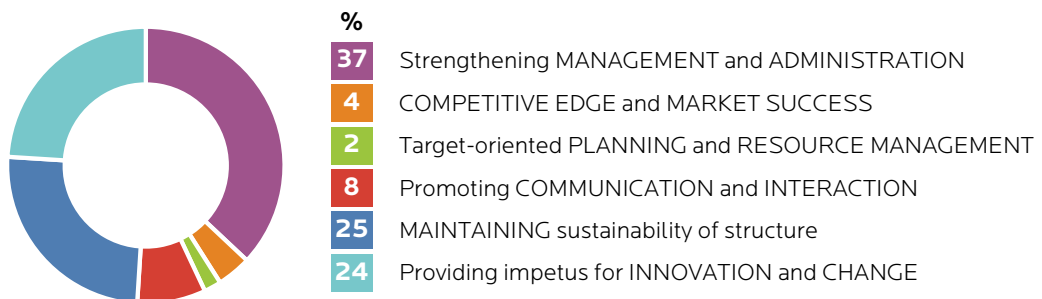 %
37 Strengthening MANAGEMENT and ADMINISTRATION
4 COMPETITIVE EDGE and MARKET SUCCESS
2 Target-oriented PLANNING and RESOURCE MANAGEMENT
8 Promoting COMMUNICATION and INTERACTION
25 MAINTAINING sustainability of structure
24 Providing impetus for INNOVATION and CHANGE